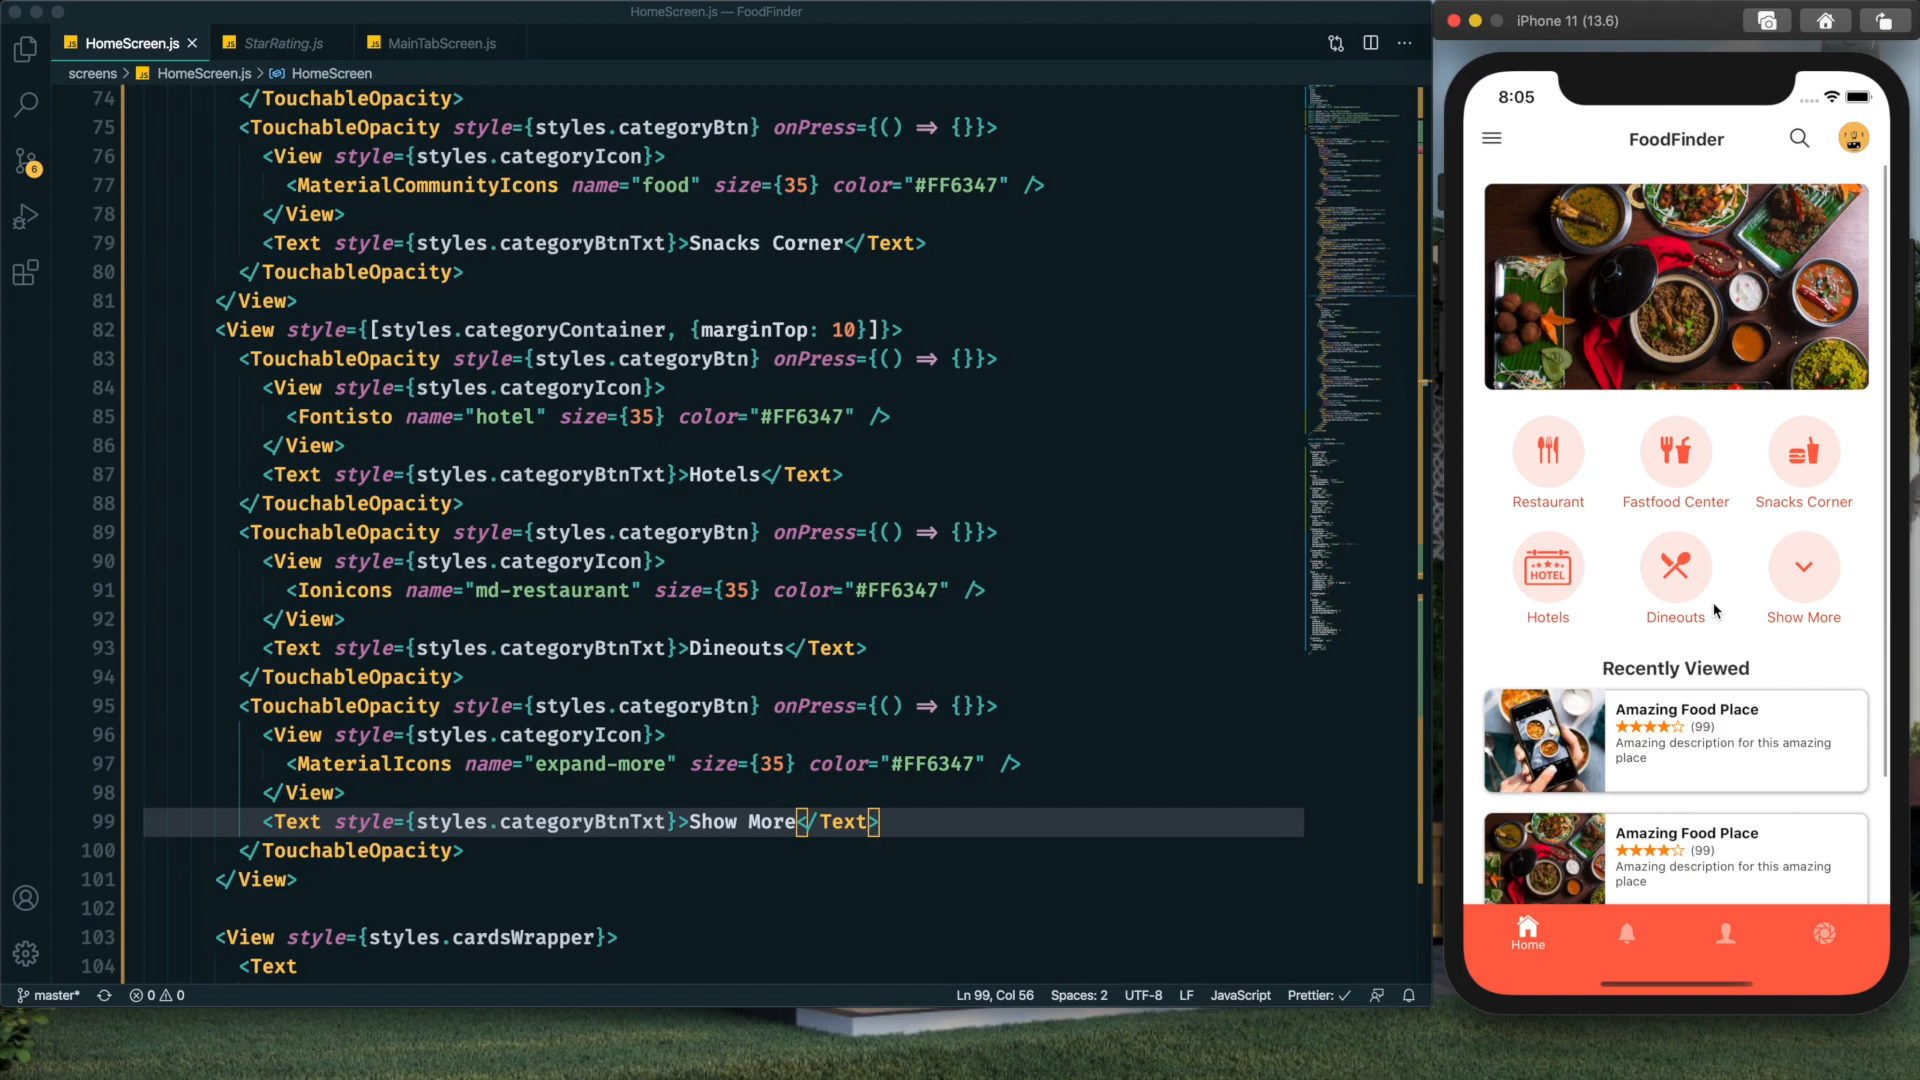 HomeScreen.js — FoodFinder
JS HomeScreen.js ×
JS StarRating.js
JS MainTabScreen.js
screens > JS HomeScreen.js > HomeScreen
74 </TouchableOpacity>
75 <TouchableOpacity style={styles.categoryBtn} onPress={() => {}}>
76 <View style={styles.categoryIcon}>
77 <MaterialCommunityIcons name="food" size={35} color="#FF6347" />
78 </View>
79 <Text style={styles.categoryBtnTxt}>Snacks Corner</Text>
80 </TouchableOpacity>
81 </View>
82 <View style={[styles.categoryContainer, {marginTop: 10}]}>
83 <TouchableOpacity style={styles.categoryBtn} onPress={() => {}}>
84 <View style={styles.categoryIcon}>
85 <Fontisto name="hotel" size={35} color="#FF6347" />
86 </View>
87 <Text style={styles.categoryBtnTxt}>Hotels</Text>
88 </TouchableOpacity>
89 <TouchableOpacity style={styles.categoryBtn} onPress={() => {}}>
90 <View style={styles.categoryIcon}>
91 <Ionicons name="md-restaurant" size={35} color="#FF6347" />
92 </View>
93 <Text style={styles.categoryBtnTxt}>Dineouts</Text>
94 </TouchableOpacity>
95 <TouchableOpacity style={styles.categoryBtn} onPress={() => {}}>
96 <View style={styles.categoryIcon}>
97 <MaterialIcons name="expand-more" size={35} color="#FF6347" />
98 </View>
99 <Text style={styles.categoryBtnTxt}>Show More</Text>
100 </TouchableOpacity>
101 </View>
102
103 <View style={styles.cardsWrapper}>
104 <Text
6
master* 0 0
Ln 99, Col 56 Spaces: 2 UTF-8 LF JavaScript Prettier: ✓
iPhone 11 (13.6)
8:05
FoodFinder
Restaurant
Fastfood Center
Snacks Corner
HOTEL
Hotels
Dineouts
Show More
Recently Viewed
Amazing Food Place
(99)
Amazing description for this amazing
place
Amazing Food Place
(99)
Amazing description for this amazing
place
Home